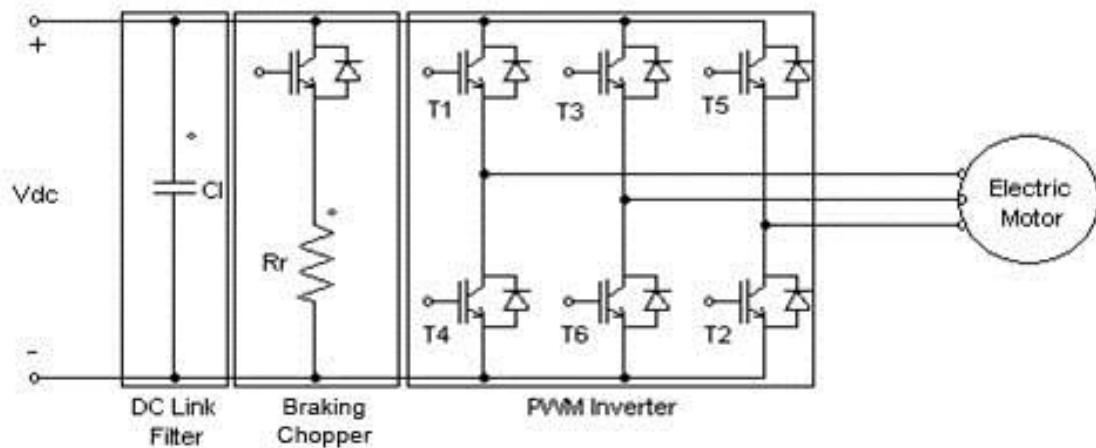 +
Vdc
-
Cl
Rr
T1
T3
T5
T4
T6
T2
Electric
Motor
DC Link
Filter
Braking
Chopper
PWM Inverter